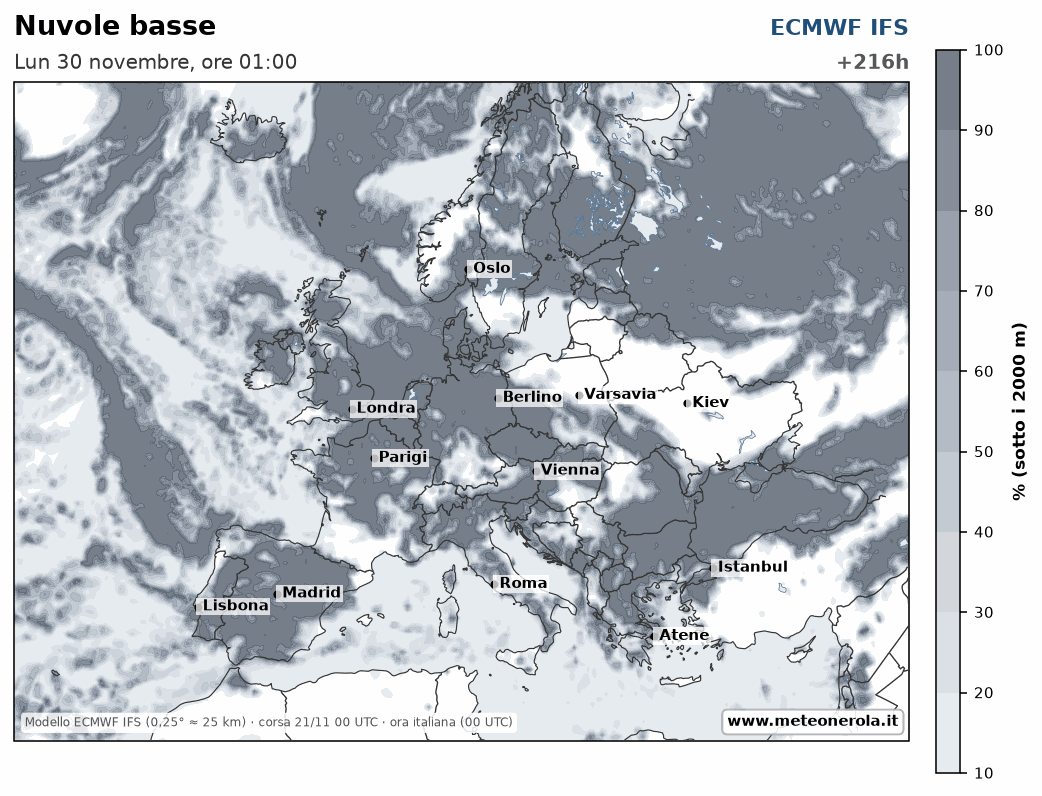 Nuvole basse
ECMWF IFS
Lun 30 novembre, ore 01:00
+216h
100
90
80
70
60
50
40
30
20
10
% (sotto i 2000 m)
Oslo
Londra
Berlino
Varsavia
Kiev
Parigi
Vienna
Istanbul
Roma
Madrid
Lisbona
Atene
Modello ECMWF IFS (0,25° ≈ 25 km) · corsa 21/11 00 UTC · ora italiana (00 UTC)
www.meteonerola.it